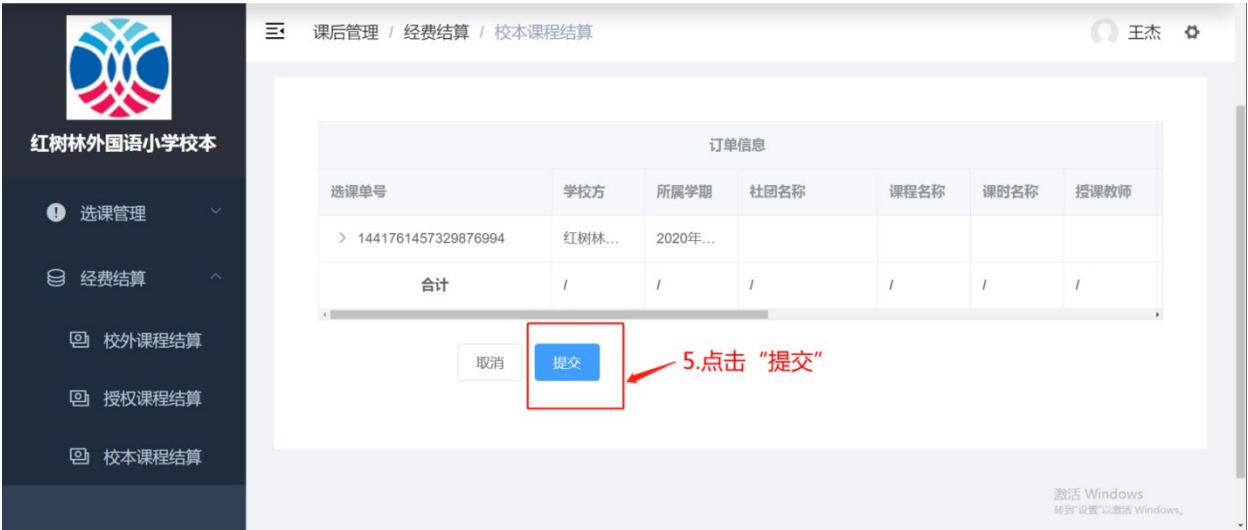 课后管理 / 经费结算 / 校本课程结算
王杰
红树林外国语小学校本
选课管理
经费结算
校外课程结算
授权课程结算
校本课程结算
订单信息
选课单号 学校方 所属学期 社团名称 课程名称 课时名称 授课教师
1441761457329876994 红树林... 2020年...
合计 / / / / / /
取消 提交
5.点击“提交”
激活 Windows
转到“设置”以激活 Windows。